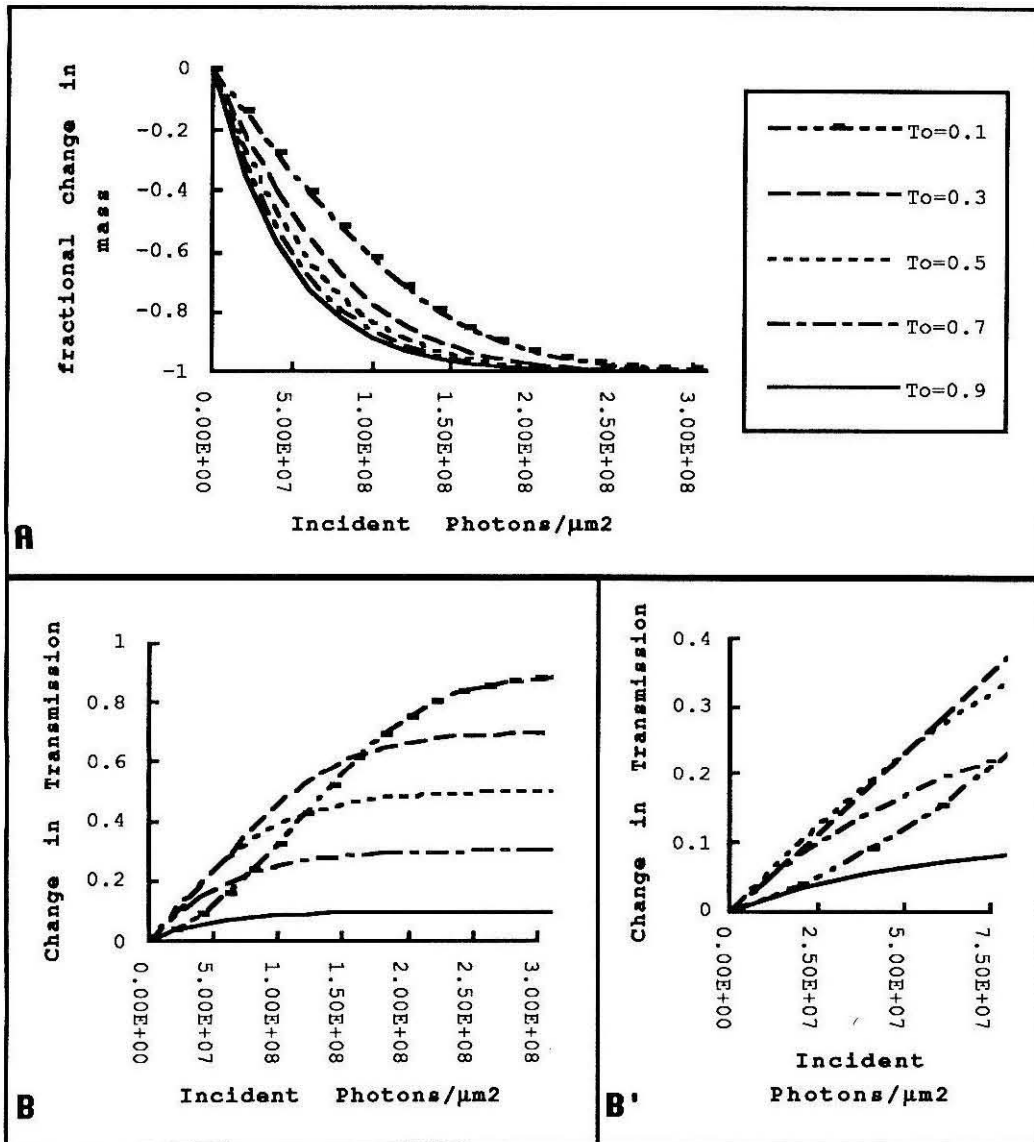 fractional change in
mass
0
-0.2
-0.4
-0.6
-0.8
-1
0.00E+00
5.00E+07
1.00E+08
1.50E+08
2.00E+08
2.50E+08
3.00E+08
Incident Photons/µm2
To=0.1
To=0.3
To=0.5
To=0.7
To=0.9
A
Change in Transmission
1
0.8
0.6
0.4
0.2
0
0.00E+00
5.00E+07
1.00E+08
1.50E+08
2.00E+08
2.50E+08
3.00E+08
Incident Photons/µm2
B
Change in Transmission
0.4
0.3
0.2
0.1
0
0.00E+00
2.50E+07
5.00E+07
7.50E+07
Incident
Photons/µm2
B'